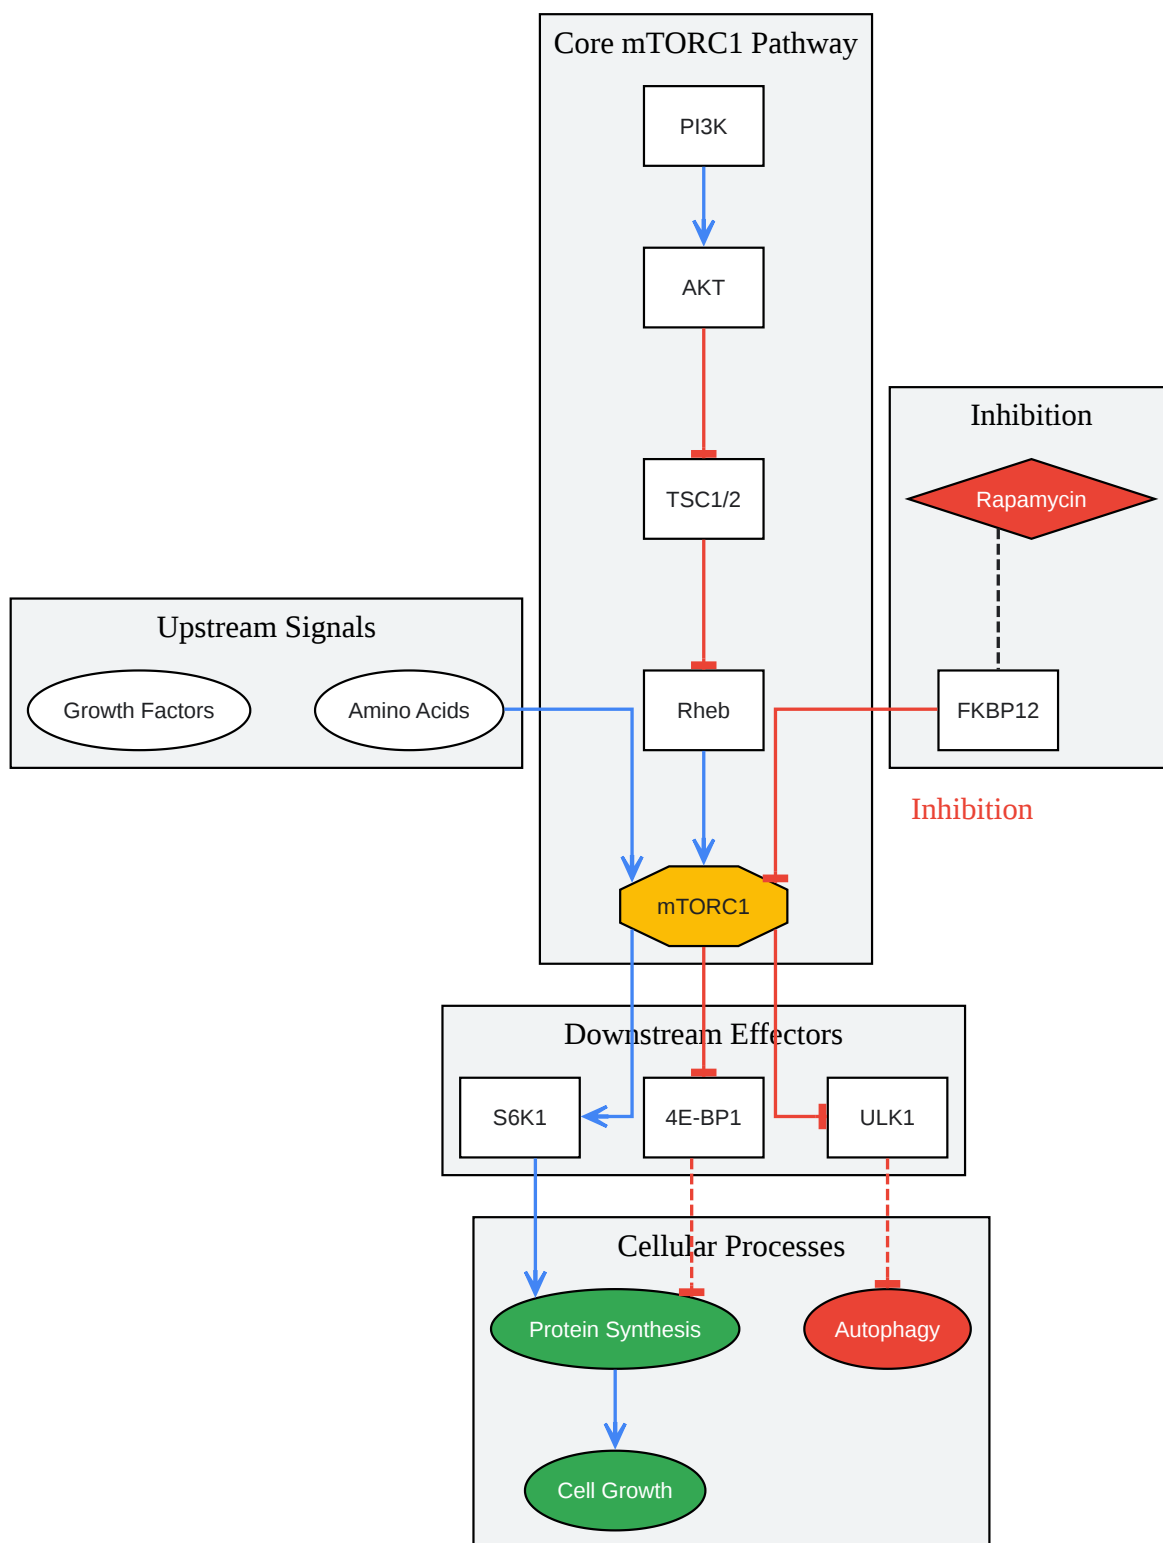 Core mTORC1 Pathway
PI3K
AKT
TSC1/2
Rheb
mTORC1
Inhibition
Rapamycin
FKBP12
Inhibition
Upstream Signals
Growth Factors
Amino Acids
Downstream Effectors
S6K1
4E-BP1
ULK1
Cellular Processes
Protein Synthesis
Autophagy
Cell Growth